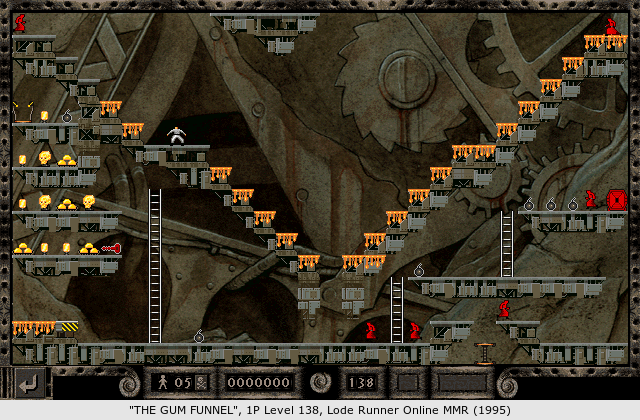 05 0000000 138
"THE GUM FUNNEL", 1P Level 138, Lode Runner Online MMR (1995)